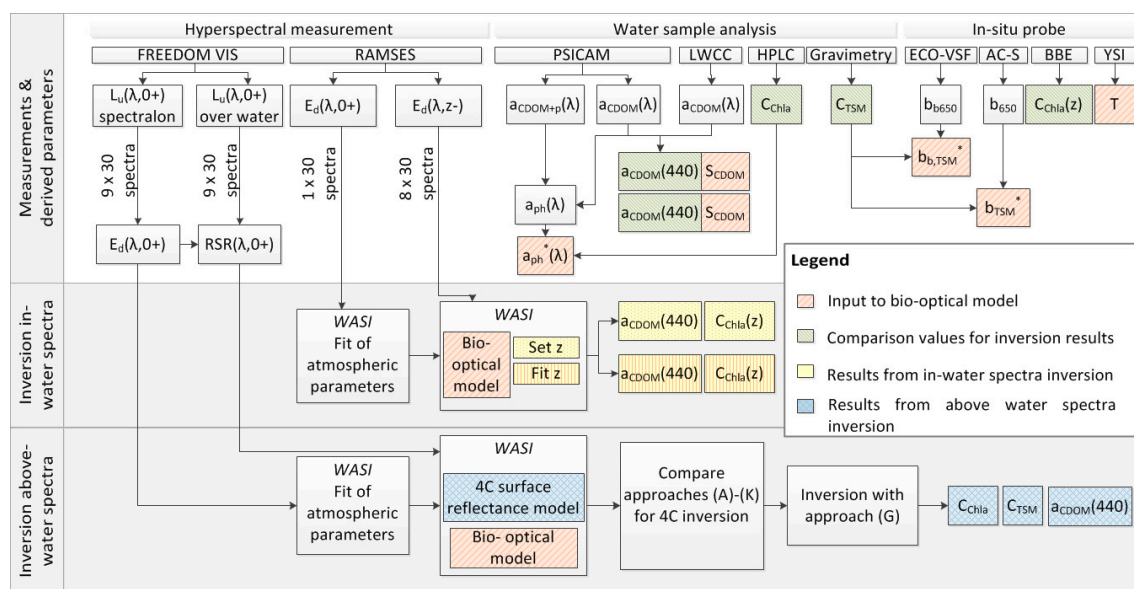 Hyperspectral measurement
Water sample analysis
In-situ probe
FREEDOM VIS
RAMSES
PSICAM
LWCC
HPLC
Gravimetry
ECO-VSF
AC-S
BBE
YSI
Measurements &
derived parameters
Lu(λ,0+)
spectralon
Lu(λ,0+)
over water
Ed(λ,0+)
Ed(λ,z-)
aCDOM+p(λ)
aCDOM(λ)
aCDOM(λ)
CChla
CTSM
bb650
b650
CChla(z)
T
9 x 30
spectra
9 x 30
spectra
1 x 30
spectra
8 x 30
spectra
bb,TSM*
aCDOM(440)
SCDOM
aph(λ)
bTSM*
aCDOM(440)
SCDOM
Ed(λ,0+)
RSR(λ,0+)
aph*(λ)
Legend
Input to bio-optical model
Comparison values for inversion results
Results from in-water spectra inversion
Results from above water spectra
inversion
Inversion in-
water spectra
WASI
Fit of
atmospheric
parameters
WASI
Bio-
optical
model
Set z
Fit z
aCDOM(440)
CChla(z)
aCDOM(440)
CChla(z)
Inversion above-
water spectra
WASI
Fit of
atmospheric
parameters
WASI
4C surface
reflectance model
Bio- optical
model
Compare
approaches (A)-(K)
for 4C inversion
Inversion with
approach (G)
CChla
CTSM
aCDOM(440)